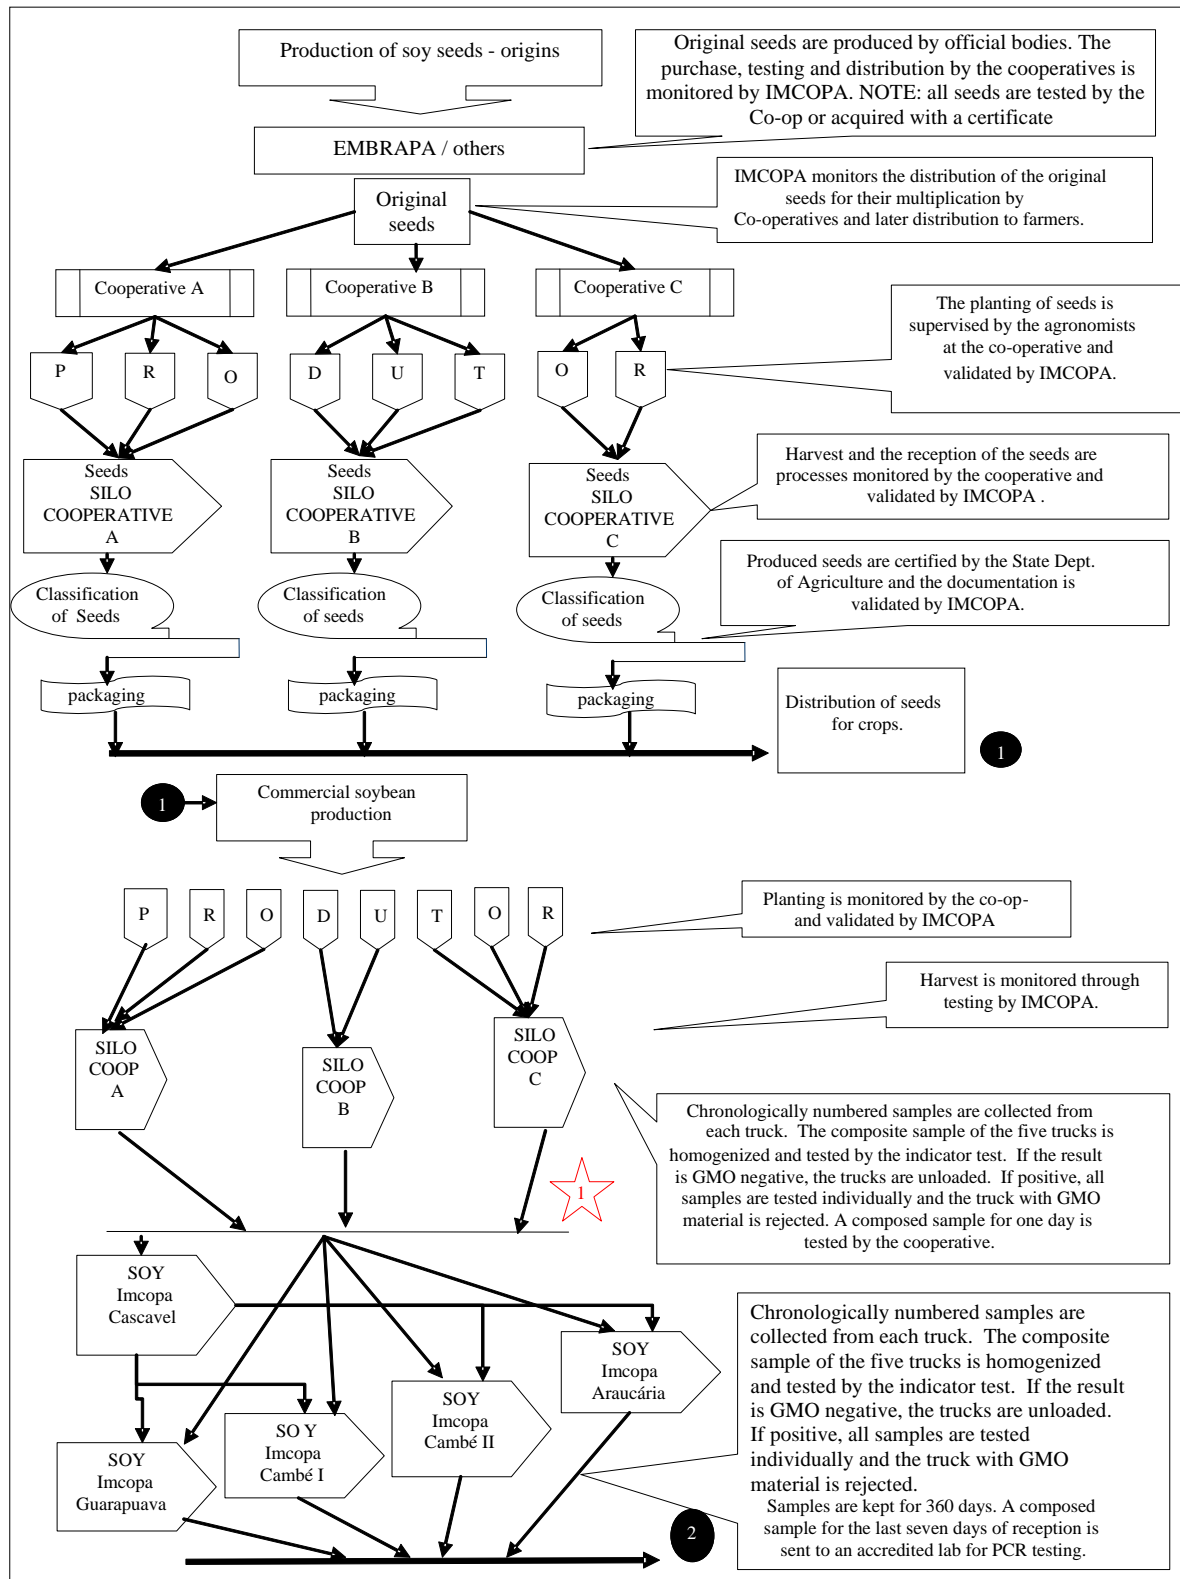 Production of soy seeds - origins
Original seeds are produced by official bodies. The
purchase, testing and distribution by the cooperatives is
monitored by IMCOPA. NOTE: all seeds are tested by the
Co-op or acquired with a certificate
EMBRAPA / others
IMCOPA monitors the distribution of the original
seeds for their multiplication by
Co-operatives and later distribution to farmers.
Original
seeds
Cooperative A
Cooperative B
Cooperative C
The planting of seeds is
supervised by the agronomists
at the co-operative and
validated by IMCOPA.
P
R
O
D
U
T
O
R
Seeds
SILO
COOPERATIVE
A
Seeds
SILO
COOPERATIVE
B
Seeds
SILO
COOPERATIVE
C
Harvest and the reception of the seeds are
processes monitored by the cooperative and
validated by IMCOPA .
Produced seeds are certified by the State Dept.
of Agriculture and the documentation is
validated by IMCOPA.
Classification
of Seeds
Classification
of seeds
Classification
of seeds
packaging
packaging
packaging
Distribution of seeds
for crops.
1
1
Commercial soybean
production
P
R
O
D
U
T
O
R
Planting is monitored by the co-op-
and validated by IMCOPA
Harvest is monitored through
testing by IMCOPA.
SILO
COOP
A
SILO
COOP
B
SILO
COOP
C
Chronologically numbered samples are collected from
each truck. The composite sample of the five trucks is
homogenized and tested by the indicator test. If the result
is GMO negative, the trucks are unloaded. If positive, all
samples are tested individually and the truck with GMO
material is rejected. A composed sample for one day is
tested by the cooperative.
1
SOY
Imcopa
Cascavel
SOY
Imcopa
Araucária
SOY
Imcopa
Cambé II
SO Y
Imcopa
Cambé I
SOY
Imcopa
Guarapuava
Chronologically numbered samples are
collected from each truck. The composite
sample of the five trucks is homogenized
and tested by the indicator test. If the result
is GMO negative, the trucks are unloaded.
If positive, all samples are tested
individually and the truck with GMO
material is rejected.
Samples are kept for 360 days. A composed
sample for the last seven days of reception is
sent to an accredited lab for PCR testing.
2